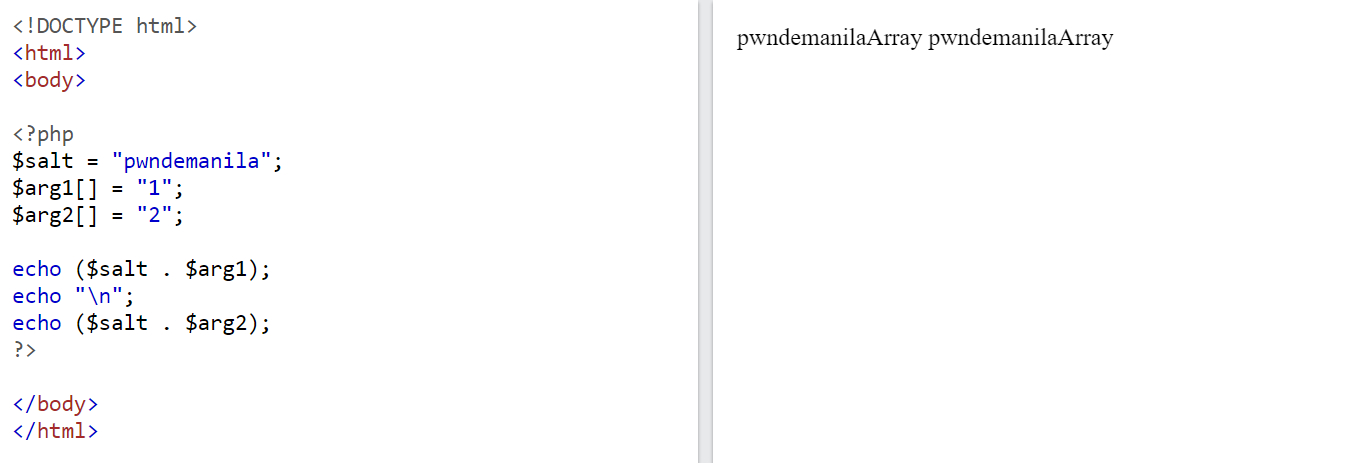 <!DOCTYPE html>
<html>
<body>
<?php
$salt = "pwndemanila";
$arg1[] = "1";
$arg2[] = "2";
echo ($salt . $arg1);
echo "\n";
echo ($salt . $arg2);
?>
</body>
</html>
pwndemanilaArray pwndemanilaArray